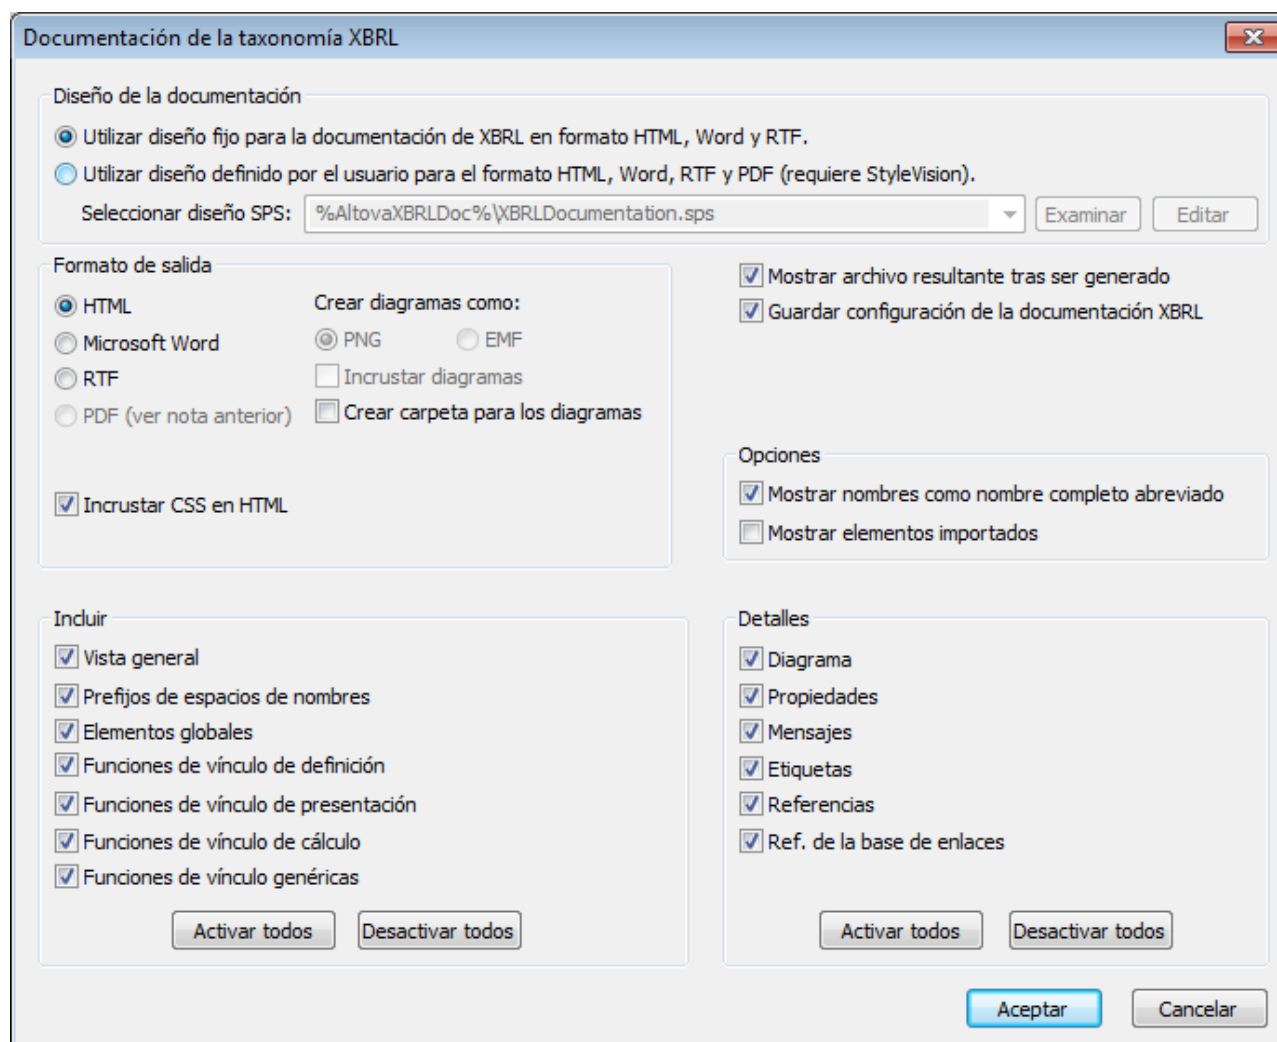 Documentación de la taxonomía XBRL
Diseño de la documentación
Utilizar diseño fijo para la documentación de XBRL en formato HTML, Word y RTF.
Utilizar diseño definido por el usuario para el formato HTML, Word, RTF y PDF (requiere StyleVision).
Seleccionar diseño SPS: %AltovaXBRLDoc%\XBRLDocumentation.sps Examinar Editar
Formato de salida
HTML
Microsoft Word
RTF
PDF (ver nota anterior)
Crear diagramas como:
PNG EMF
Incrustar diagramas
Crear carpeta para los diagramas
Incrustar CSS en HTML
Mostrar archivo resultante tras ser generado
Guardar configuración de la documentación XBRL
Opciones
Mostrar nombres como nombre completo abreviado
Mostrar elementos importados
Incluir
Vista general
Prefijos de espacios de nombres
Elementos globales
Funciones de vínculo de definición
Funciones de vínculo de presentación
Funciones de vínculo de cálculo
Funciones de vínculo genéricas
Activar todos Desactivar todos
Detalles
Diagrama
Propiedades
Mensajes
Etiquetas
Referencias
Ref. de la base de enlaces
Activar todos Desactivar todos
Aceptar Cancelar